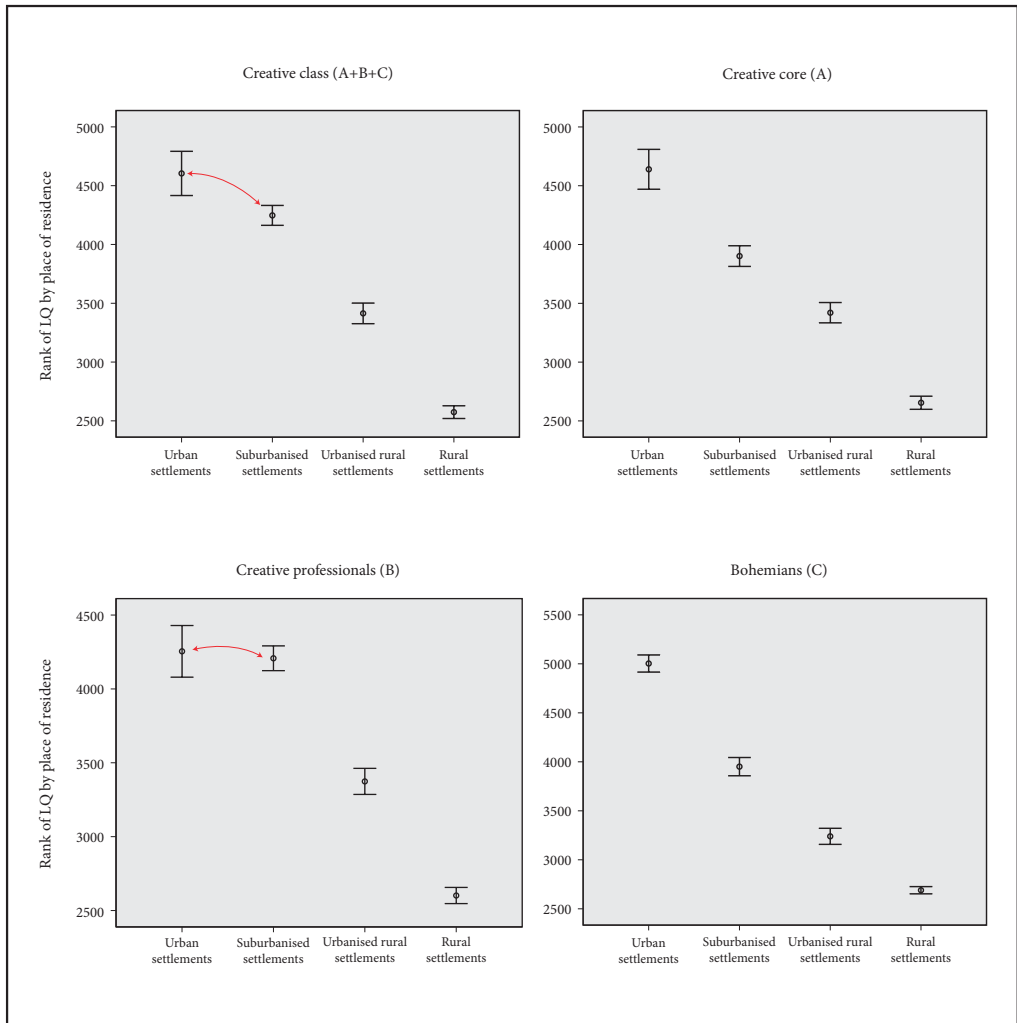 Creative class (A+B+C)
Rank of LQ by place of residence
5000
4500
4000
3500
3000
2500
Urban settlements
Suburbanised settlements
Urbanised rural settlements
Rural settlements
Creative core (A)
5000
4500
4000
3500
3000
2500
Urban settlements
Suburbanised settlements
Urbanised rural settlements
Rural settlements
Creative professionals (B)
Rank of LQ by place of residence
4500
4000
3500
3000
2500
Urban settlements
Suburbanised settlements
Urbanised rural settlements
Rural settlements
Bohemians (C)
5500
5000
4500
4000
3500
3000
2500
Urban settlements
Suburbanised settlements
Urbanised rural settlements
Rural settlements